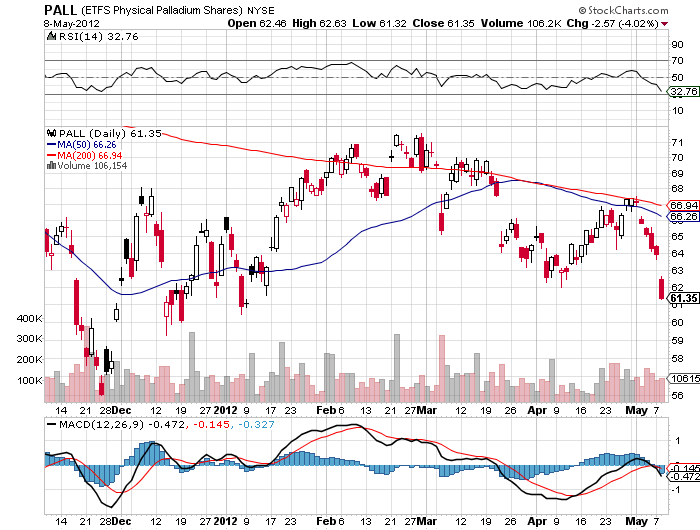 PALL (ETFS Physical Palladium Shares) NYSE © StockCharts.com
8-May-2012 Open 62.46 High 62.63 Low 61.32 Close 61.35 Volume 106.2K Chg -2.57 (-4.02%)
RSI(14) 32.76
90
70
50
32.76
30
10
PALL (Daily) 61.35
MA(50) 66.26
MA(200) 66.94
Volume 106,154
71
70
69
68
66.94
66.26
65
64
63
62
61.35
400K
300K
200K
100K
10615
56
14 21 28 Dec 12 19 27 2012 9 17 23 Feb 6 13 21 27 Mar 12 19 26 Apr 9 16 23 May 7
MACD(12,26,9) -0.472, -0.145, -0.327
1
-0.145
-0.472
-1
14 21 28 Dec 12 19 27 2012 9 17 23 Feb 6 13 21 27 Mar 12 19 26 Apr 9 16 23 May 7